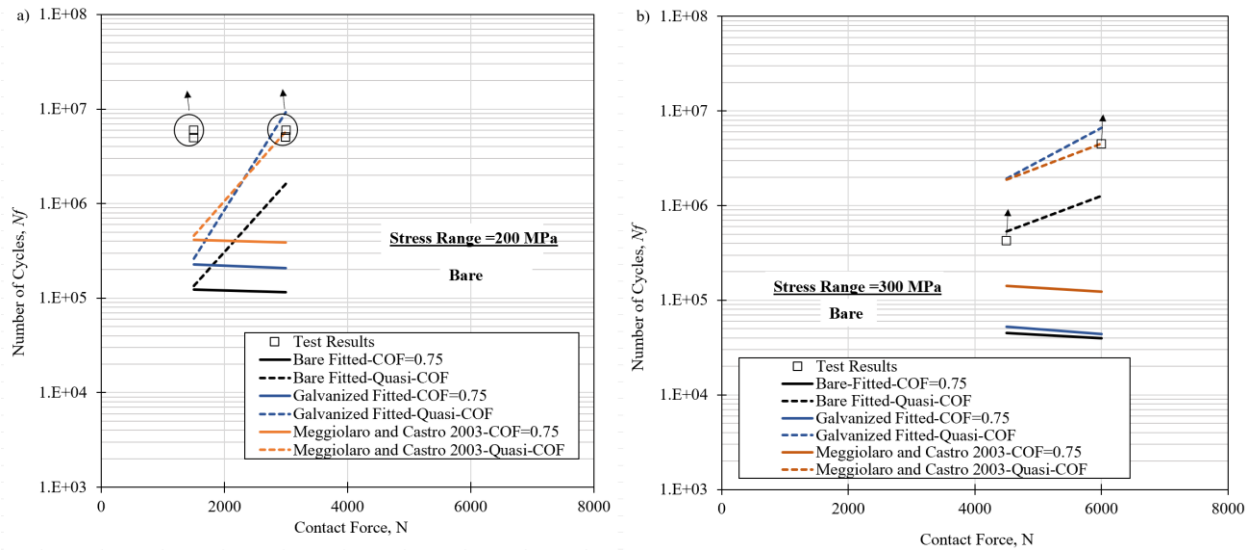 a)
1.E+08
1.E+07
1.E+06
1.E+05
1.E+04
1.E+03
Number of Cycles, Nf
Stress Range =200 MPa
Bare
Test Results
Bare Fitted-COF=0.75
Bare Fitted-Quasi-COF
Galvanized Fitted-COF=0.75
Galvanized Fitted-Quasi-COF
Meggiolaro and Castro 2003-COF=0.75
Meggiolaro and Castro 2003-Quasi-COF
0 2000 4000 6000 8000
Contact Force, N
b)
1.E+08
1.E+07
1.E+06
1.E+05
1.E+04
1.E+03
Number of Cycles, Nf
Stress Range =300 MPa
Bare
Test Results
Bare-Fitted-COF=0.75
Bare Fitted-Quasi-COF
Galvanized Fitted-COF=0.75
Galvanized Fitted-Quasi-COF
Meggiolaro and Castro 2003-COF=0.75
Meggiolaro and Castro 2003-Quasi-COF
0 2000 4000 6000 8000
Contact Force, N